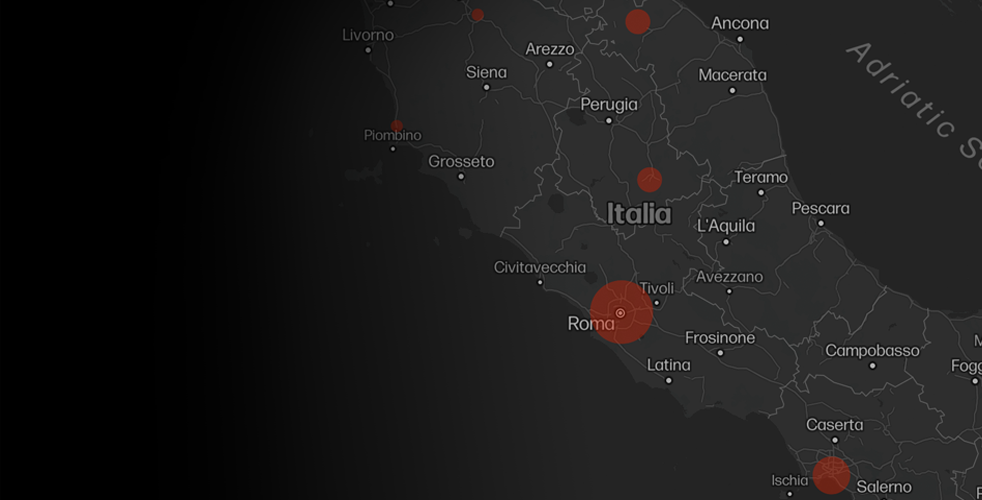 Ancona
Livorno
Arezzo
Siena
Macerata
Adriatic
Perugia
Piombino
Grosseto
Teramo
Italia
Pescara
L'Aquila
Civitavecchia
Avezzano
Tivoli
Roma
Frosinone
Campobasso
Latina
Caserta
Ischia
Salerno